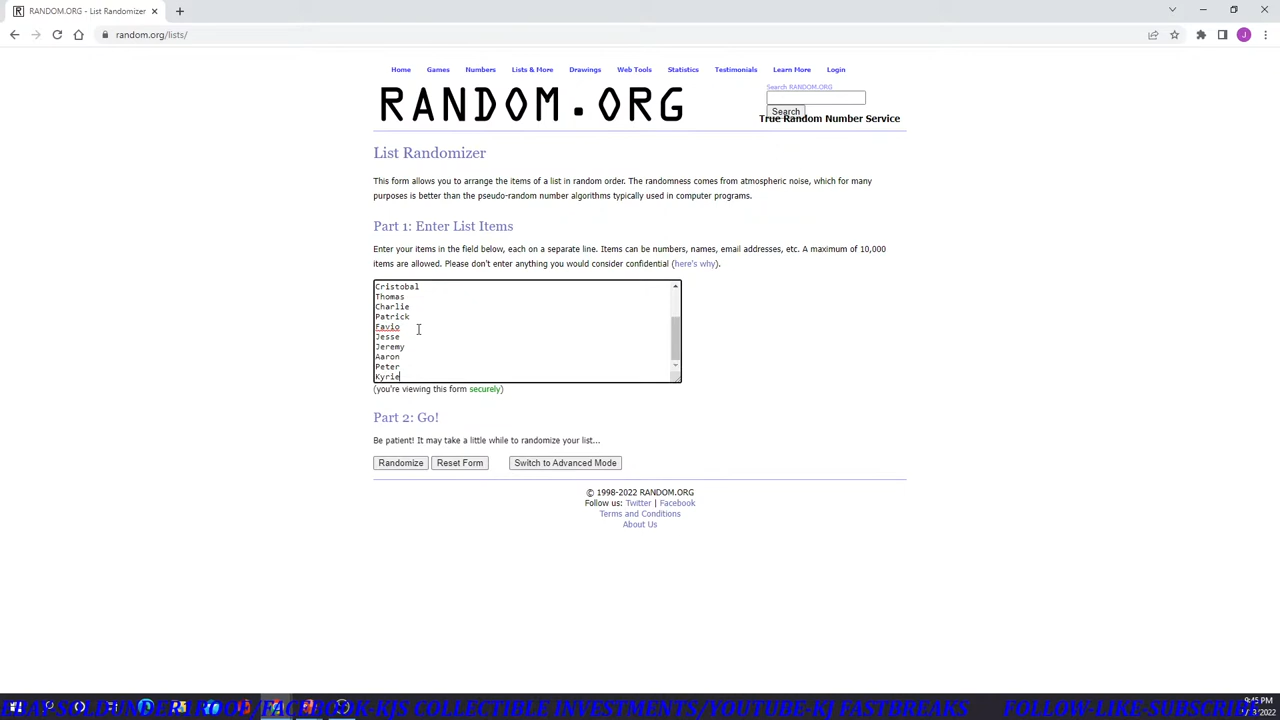 RANDOM.ORG - List Randomizer
random.org/lists/
Home Games Numbers Lists & More Drawings Web Tools Statistics Testimonials Learn More Login
RANDOM.ORG
Search RANDOM.ORG
Search
True Random Number Service
List Randomizer
This form allows you to arrange the items of a list in random order. The randomness comes from atmospheric noise, which for many
purposes is better than the pseudo-random number algorithms typically used in computer programs.
Part 1: Enter List Items
Enter your items in the field below, each on a separate line. Items can be numbers, names, email addresses, etc. A maximum of 10,000
items are allowed. Please don't enter anything you would consider confidential (here's why).
Cristobal
Thomas
Charlie
Patrick
Favio
Jesse
Jeremy
Aaron
Peter
Kyrie
(you're viewing this form securely)
Part 2: Go!
Be patient! It may take a little while to randomize your list...
Randomize Reset Form Switch to Advanced Mode
© 1998-2022 RANDOM.ORG
Follow us: Twitter | Facebook
Terms and Conditions
About Us
9:45 PM
EBAY-SOLDUNDER1ROOF/FACEBOOK-KJS COLLECTIBLE INVESTMENTS/YOUTUBE-KJ FASTBREAKS FOLLOW-LIKE-SUBSCRIBE